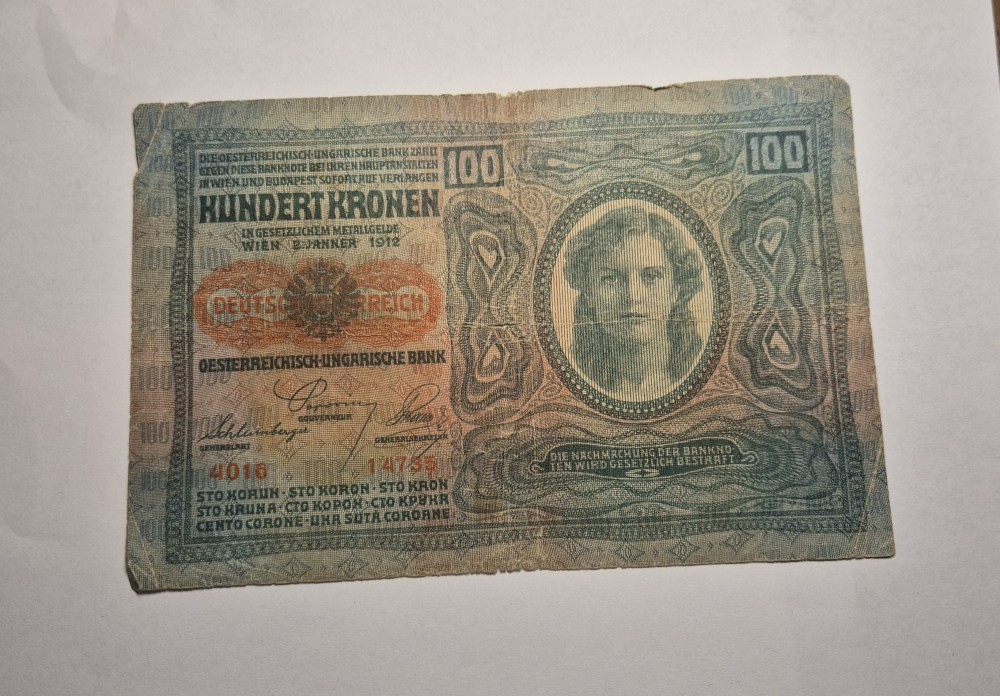 DIE OESTERREICHISCH-UNGARISCHE BANK ZAHLT
GEGEN DIESE BANKNOTE BEI IHREN HAUPTANSTALTEN
IN WIEN UND BUDAPEST SOFORT AUF VERLANGEN
HUNDERT KRONEN
IN GESETZLICHEM METALLGELDE
WIEN 2. JÄNNER 1912
DEUTSCHÖSTERREICH
OESTERREICHISCH-UNGARISCHE BANK
GOUVERNEUR
GENERALRAT
GENERALSEKRETÄR
4016 14735
STO KORUN · STO KORON · STO KRON
STO KRUNA · СТО КОРОН · СТО КРУНА
CENTO CORONE · UNA SUTĂ COROANE
100
100
DIE NACHMACHUNG DER BANKNO-
TEN WIRD GESETZLICH BESTRAFT